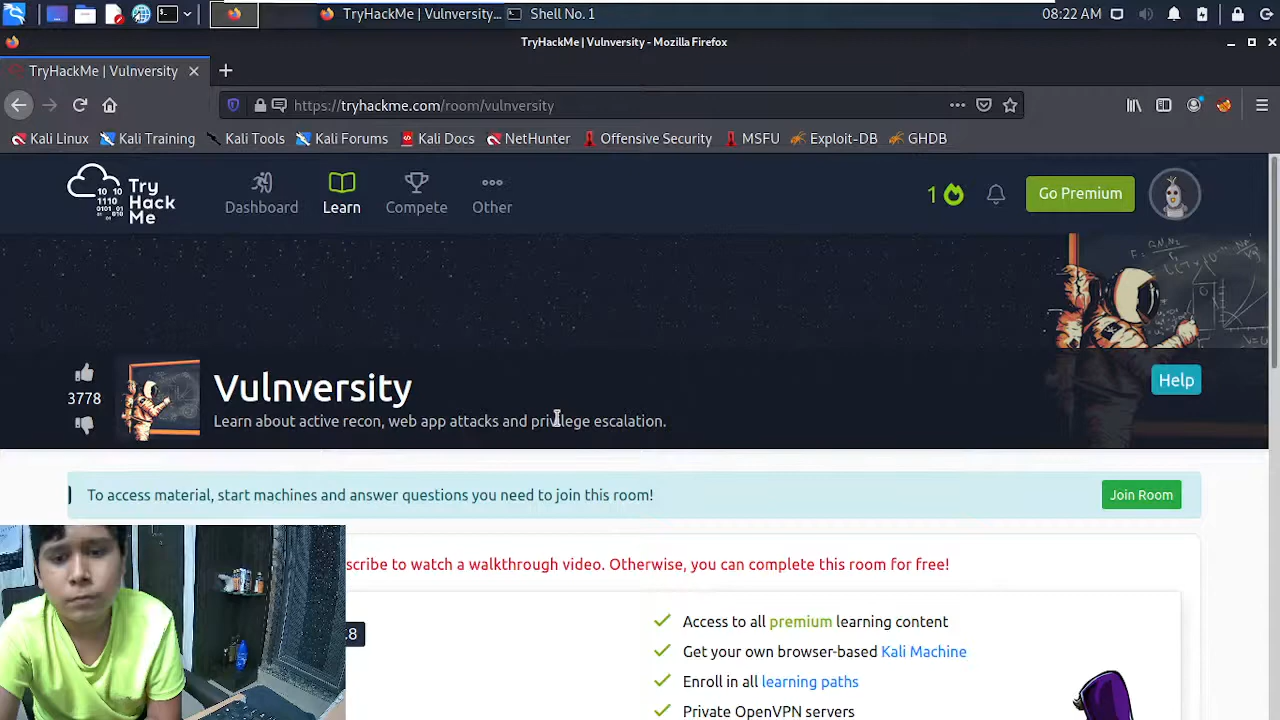 TryHackMe | Vulnversity...
Shell No. 1
08:22 AM
TryHackMe | Vulnversity - Mozilla Firefox
TryHackMe | Vulnversity
https://tryhackme.com/room/vulnversity
Kali Linux
Kali Training
Kali Tools
Kali Forums
Kali Docs
NetHunter
Offensive Security
MSFU
Exploit-DB
GHDB
Try
Hack
Me
Dashboard
Learn
Compete
Other
1
Go Premium
3778
Vulnversity
Learn about active recon, web app attacks and privilege escalation.
Help
To access material, start machines and answer questions you need to join this room!
Join Room
scribe to watch a walkthrough video. Otherwise, you can complete this room for free!
.8
Access to all premium learning content
Get your own browser-based Kali Machine
Enroll in all learning paths
Private OpenVPN servers